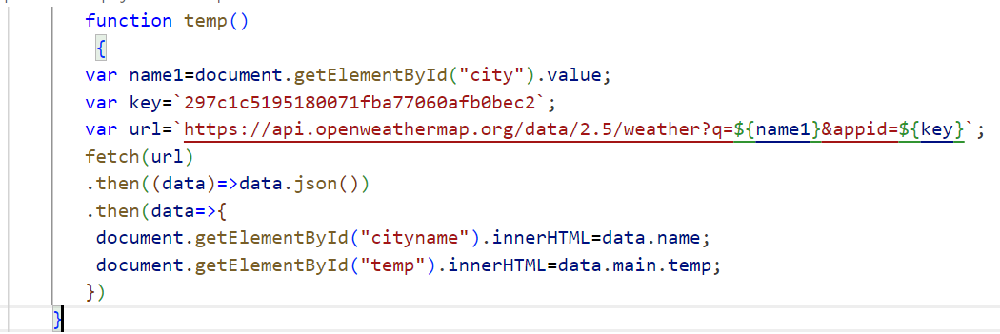 function temp()
{
var name1=document.getElementById("city").value;
var key=`297c1c5195180071fba77060afb0bec2`;
var url=`https://api.openweathermap.org/data/2.5/weather?q=${name1}&appid=${key}`;
fetch(url)
.then((data)=>data.json())
.then(data=>{
document.getElementById("cityname").innerHTML=data.name;
document.getElementById("temp").innerHTML=data.main.temp;
})
}